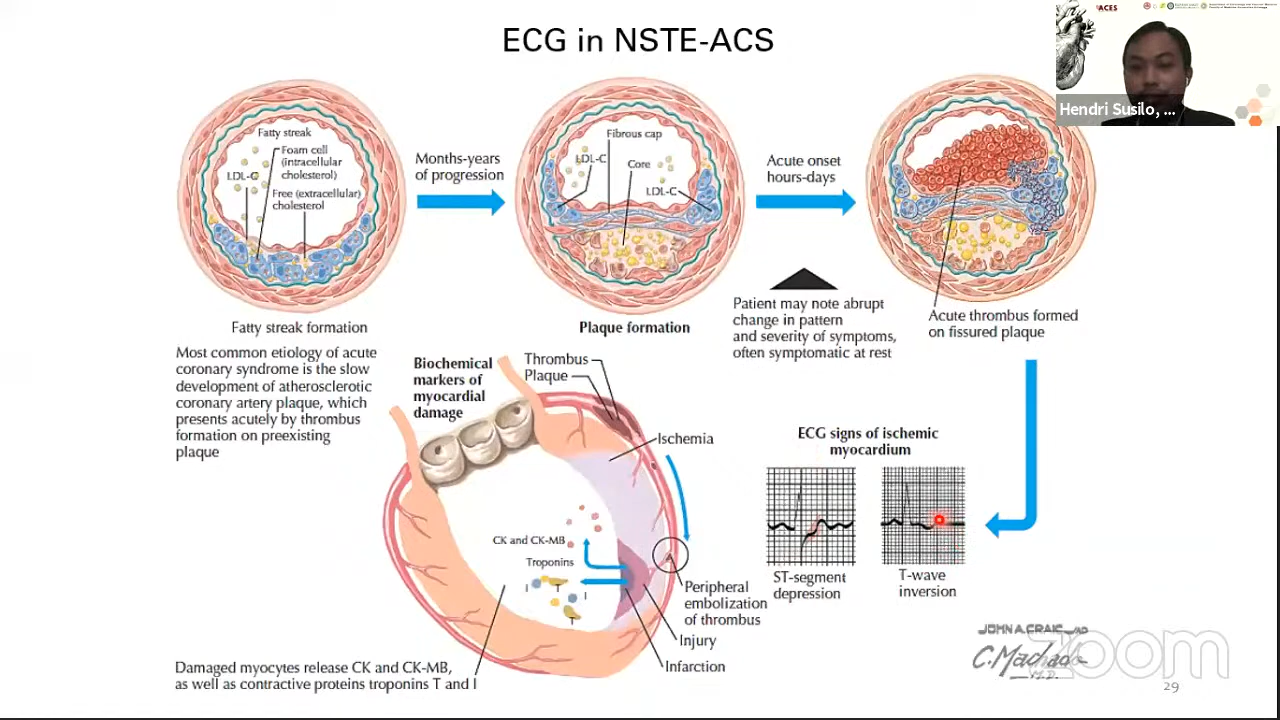 ECG in NSTE-ACS
ACES
Hendri Susilo, ...
Fatty streak
Foam cell
(intracellular
cholesterol)
LDL-C
Free (extracellular)
cholesterol
Months-years
of progression
Fibrous cap
LDL-C
Core
LDL-C
Acute onset
hours-days
Fatty streak formation
Plaque formation
Patient may note abrupt
change in pattern
and severity of symptoms,
often symptomatic at rest
Acute thrombus formed
on fissured plaque
Most common etiology of acute
coronary syndrome is the slow
development of atherosclerotic
coronary artery plaque, which
presents acutely by thrombus
formation on preexisting
plaque
Biochemical
markers of
myocardial
damage
Thrombus
Plaque
Ischemia
ECG signs of ischemic
myocardium
CK and CK-MB
Troponins
I
T
I
T
ST-segment
depression
T-wave
inversion
Peripheral
embolization
of thrombus
Injury
Infarction
Damaged myocytes release CK and CK-MB,
as well as contractive proteins troponins T and I
JOHN A. CRAIG_AD
C. Machado
M.D.
zoom
29